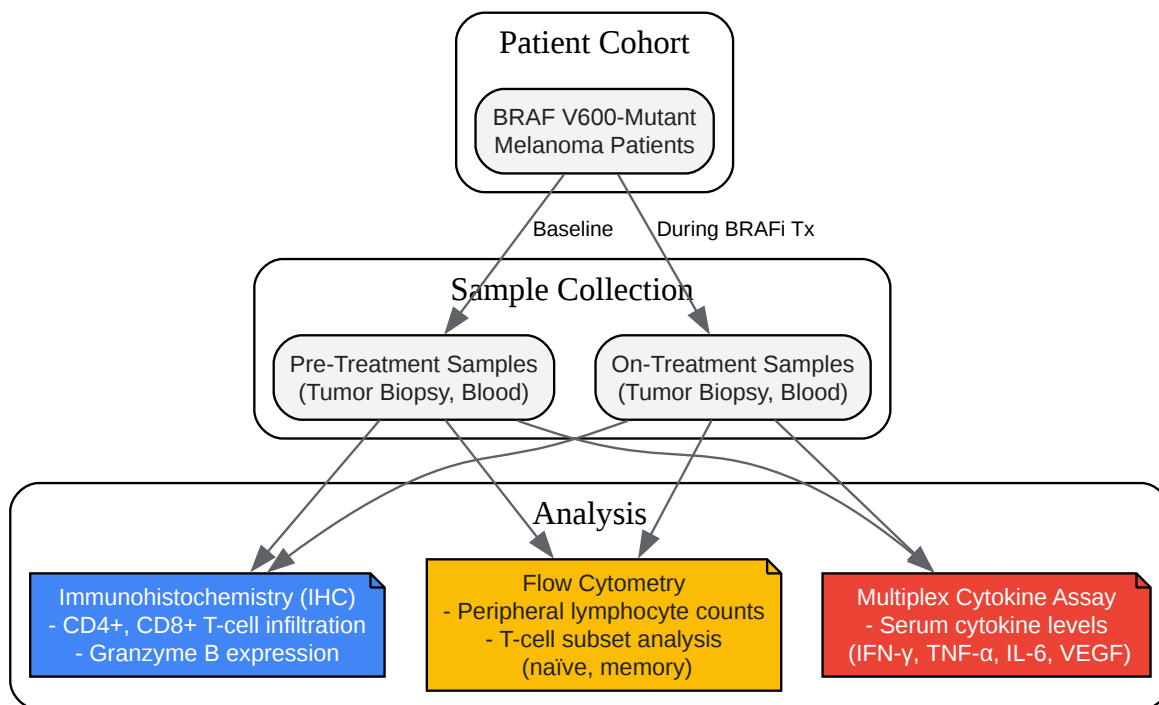 Patient Cohort
BRAF V600-Mutant
Melanoma Patients
Baseline
During BRAFi Tx
Sample Collection
Pre-Treatment Samples
(Tumor Biopsy, Blood)
On-Treatment Samples
(Tumor Biopsy, Blood)
Analysis
Immunohistochemistry (IHC)
- CD4+, CD8+ T-cell infiltration
- Granzyme B expression
Flow Cytometry
- Peripheral lymphocyte counts
- T-cell subset analysis
(naïve, memory)
Multiplex Cytokine Assay
- Serum cytokine levels
(IFN-γ, TNF-α, IL-6, VEGF)